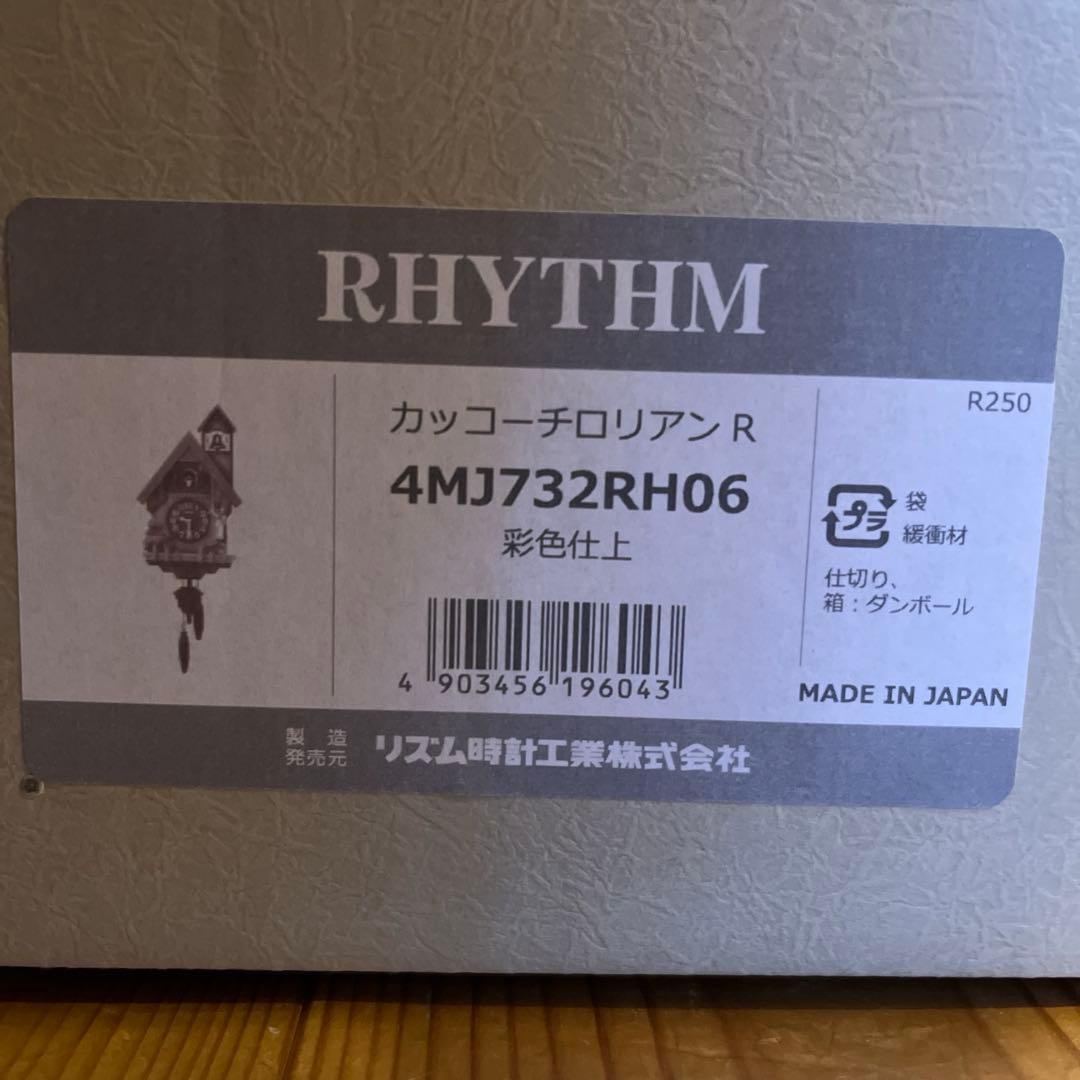 RHYTHM
カッコーチロリアン R
4MJ732RH06
彩色仕上
4 903456 196043
R250
プラ
袋
緩衝材
仕切り、
箱：ダンボール
MADE IN JAPAN
製 造
発売元
リズム時計工業株式会社